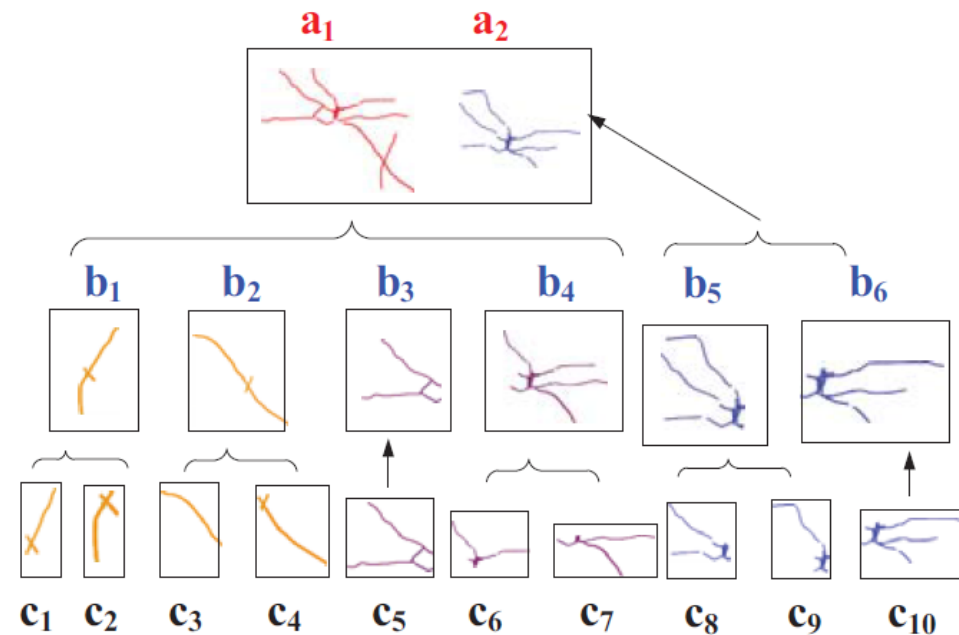 a₁ a₂
b₁ b₂ b₃ b₄ b₅ b₆
c₁ c₂ c₃ c₄ c₅ c₆ c₇ c₈ c₉ c₁₀